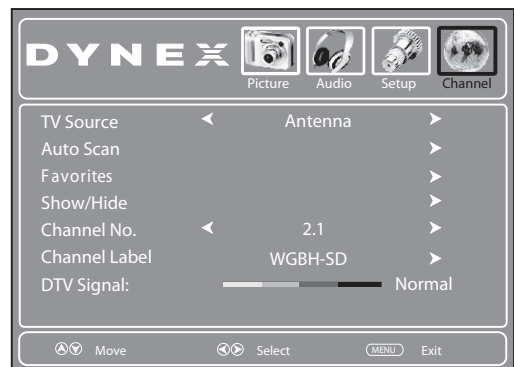 DYNEX
Picture Audio Setup Channel
TV Source Antenna
Auto Scan
Favorites
Show/Hide
Channel No. 2.1
Channel Label WGBH-SD
DTV Signal: Normal
Move Select MENU Exit